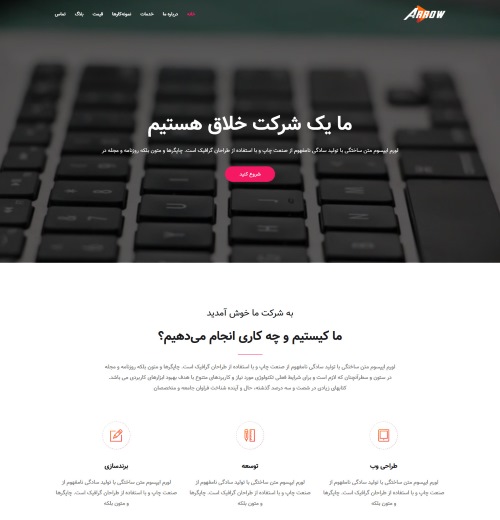 ARROW
خانه
درباره ما
خدمات
نمونه‌کارها
قیمت
بلاگ
تماس
ما یک شرکت خلاق هستیم
لورم ایپسوم متن ساختگی با تولید سادگی نامفهوم از صنعت چاپ و با استفاده از طراحان گرافیک است. چاپگرها و متون بلکه روزنامه و مجله در
شروع کنید
به شرکت ما خوش آمدید
ما کیستیم و چه کاری انجام می‌دهیم؟
لورم ایپسوم متن ساختگی با تولید سادگی نامفهوم از صنعت چاپ و با استفاده از طراحان گرافیک است. چاپگرها و متون بلکه روزنامه و مجله
در ستون و سطرآنچنان که لازم است و برای شرایط فعلی تکنولوژی مورد نیاز و کاربردهای متنوع با هدف بهبود ابزارهای کاربردی می باشد.
کتابهای زیادی در شصت و سه درصد گذشته، حال و آینده شناخت فراوان جامعه و متخصصان
طراحی وب
لورم ایپسوم متن ساختگی با تولید سادگی نامفهوم از
صنعت چاپ و با استفاده از طراحان گرافیک است. چاپگرها
و متون بلکه
توسعه
لورم ایپسوم متن ساختگی با تولید سادگی نامفهوم از
صنعت چاپ و با استفاده از طراحان گرافیک است. چاپگرها
و متون بلکه
برندسازی
لورم ایپسوم متن ساختگی با تولید سادگی نامفهوم از
صنعت چاپ و با استفاده از طراحان گرافیک است. چاپگرها
و متون بلکه